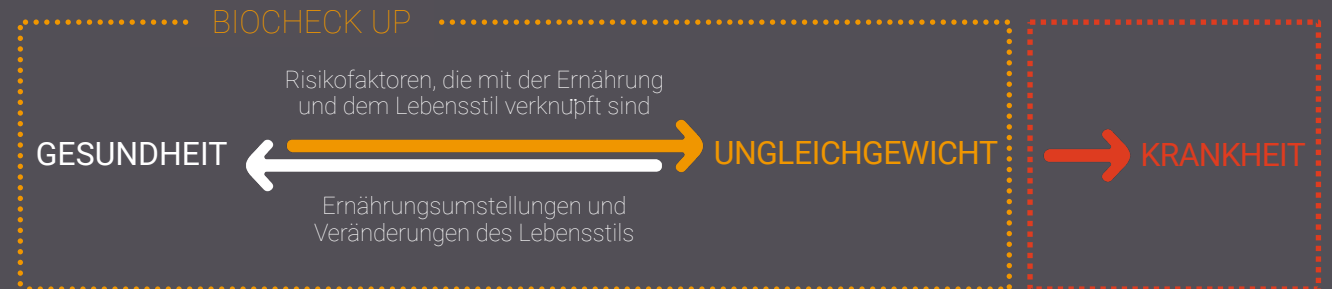 BIOCHECK UP
Risikofaktoren, die mit der Ernährung
und dem Lebensstil verknüpft sind
GESUNDHEIT
UNGLEICHGEWICHT
KRANKHEIT
Ernährungsumstellungen und
Veränderungen des Lebensstils